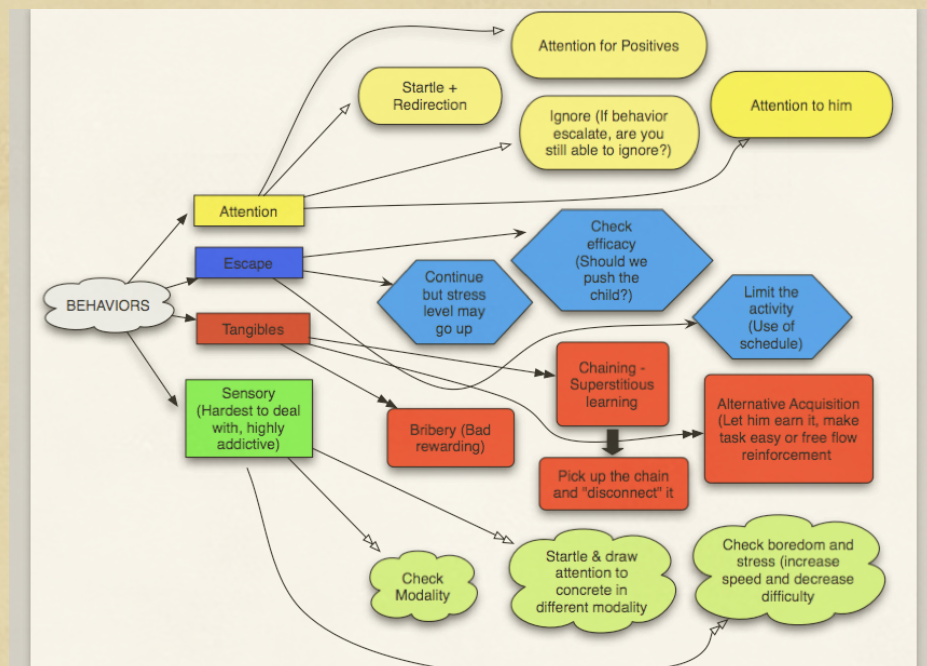 Attention for Positives
Startle +
Redirection
Attention to him
Ignore (If behavior
escalate, are you
still able to ignore?)
Attention
Check
efficacy
(Should we
push the
child?)
Escape
Continue
but stress
level may
go up
Limit the
activity
(Use of
schedule)
BEHAVIORS
Tangibles
Chaining -
Superstitious
learning
Sensory
(Hardest to deal
with, highly
addictive)
Bribery (Bad
rewarding)
Alternative Acquisition
(Let him earn it, make
task easy or free flow
reinforcement
Pick up the chain
and "disconnect" it
Check
Modality
Startle & draw
attention to
concrete in
different modality
Check boredom and
stress (increase
speed and decrease
difficulty